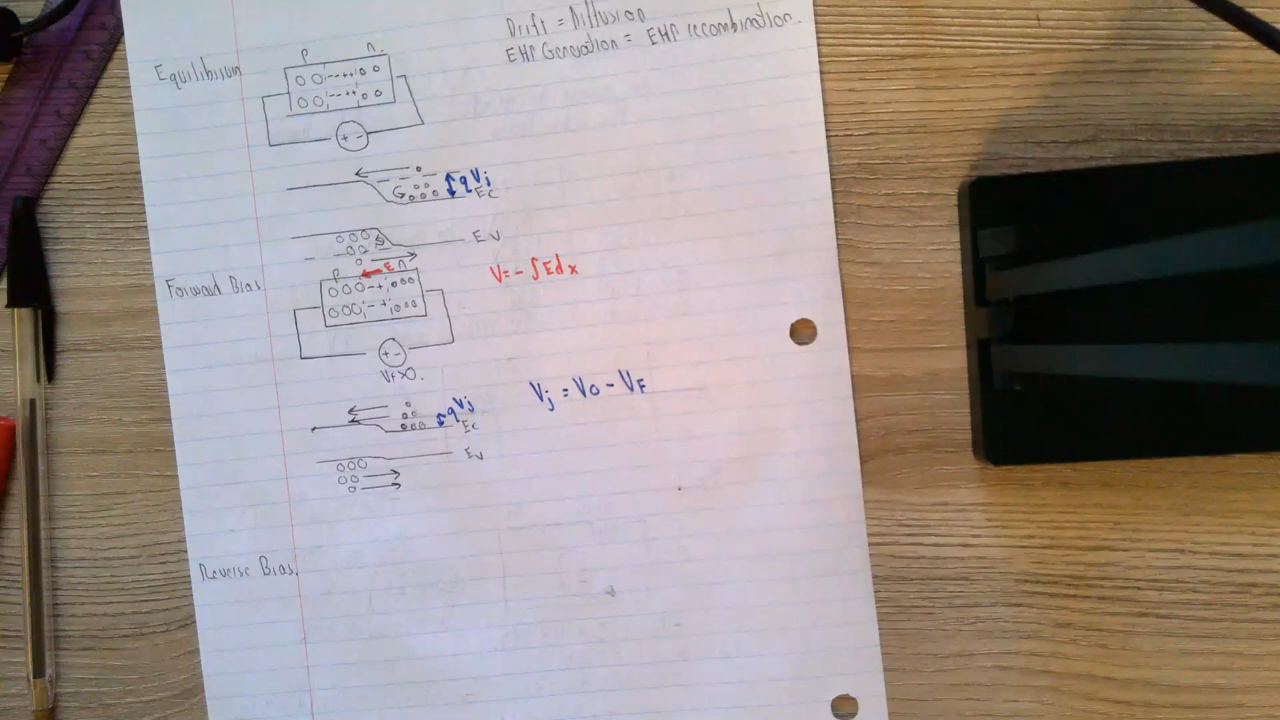 Drift = Diffusion
EHP Generation = EHP recombination.
Equilibium
p n.
+ -
qVj
Ec
Ev
Forward Bias
p E n
V = - ∫Edx
+ -
VF>0.
Vj = V0 - VF
qVj
Ec
Ev
Reverse Bias.